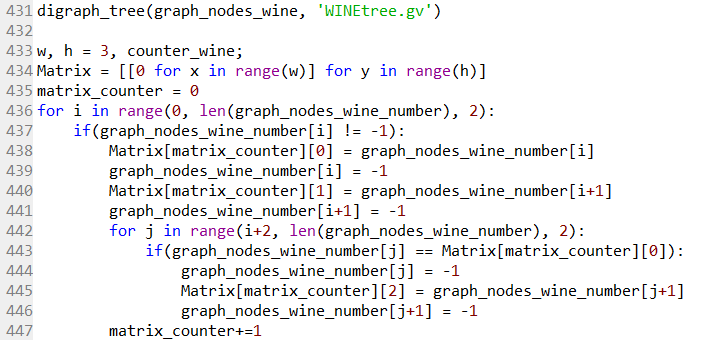 431 digraph_tree(graph_nodes_wine, 'WINEtree.gv')
432
433 w, h = 3, counter_wine;
434 Matrix = [[0 for x in range(w)] for y in range(h)]
435 matrix_counter = 0
436 for i in range(0, len(graph_nodes_wine_number), 2):
437     if(graph_nodes_wine_number[i] != -1):
438         Matrix[matrix_counter][0] = graph_nodes_wine_number[i]
439         graph_nodes_wine_number[i] = -1
440         Matrix[matrix_counter][1] = graph_nodes_wine_number[i+1]
441         graph_nodes_wine_number[i+1] = -1
442         for j in range(i+2, len(graph_nodes_wine_number), 2):
443             if(graph_nodes_wine_number[j] == Matrix[matrix_counter][0]):
444                 graph_nodes_wine_number[j] = -1
445                 Matrix[matrix_counter][2] = graph_nodes_wine_number[j+1]
446                 graph_nodes_wine_number[j+1] = -1
447         matrix_counter+=1